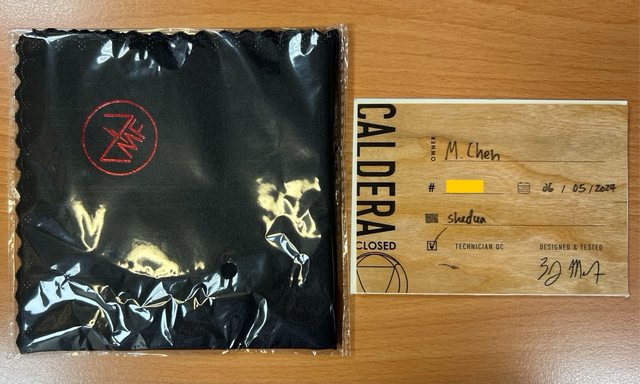 CALDERA
CLOSED
OWNER M. Chen
# 06 / 05 / 2024
shedua
TECHNICIAN QC
DESIGNED & TESTED